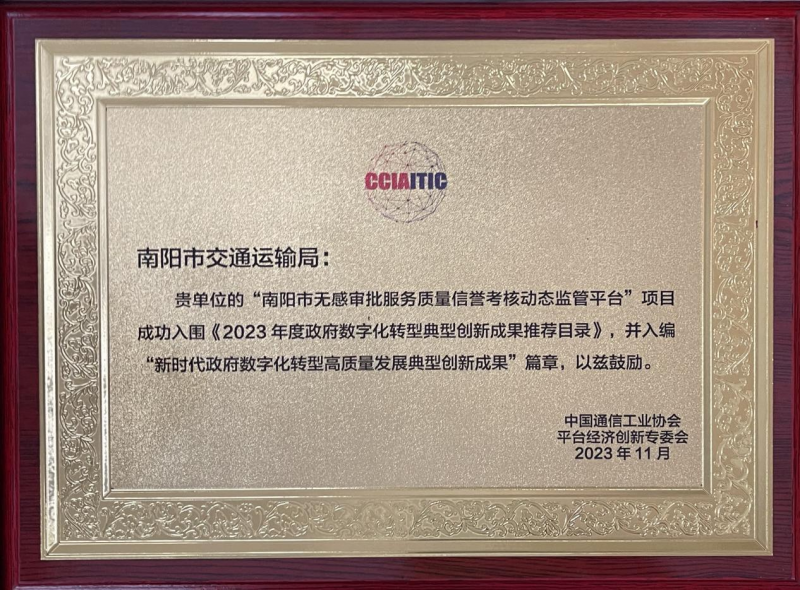 CCIAITIC
南阳市交通运输局：
贵单位的“南阳市无感审批服务质量信誉考核动态监管平台”项目
成功入围《2023年度政府数字化转型典型创新成果推荐目录》，并入编
“新时代政府数字化转型高质量发展典型创新成果”篇章，以兹鼓励。
中国通信工业协会
平台经济创新专委会
2023年11月